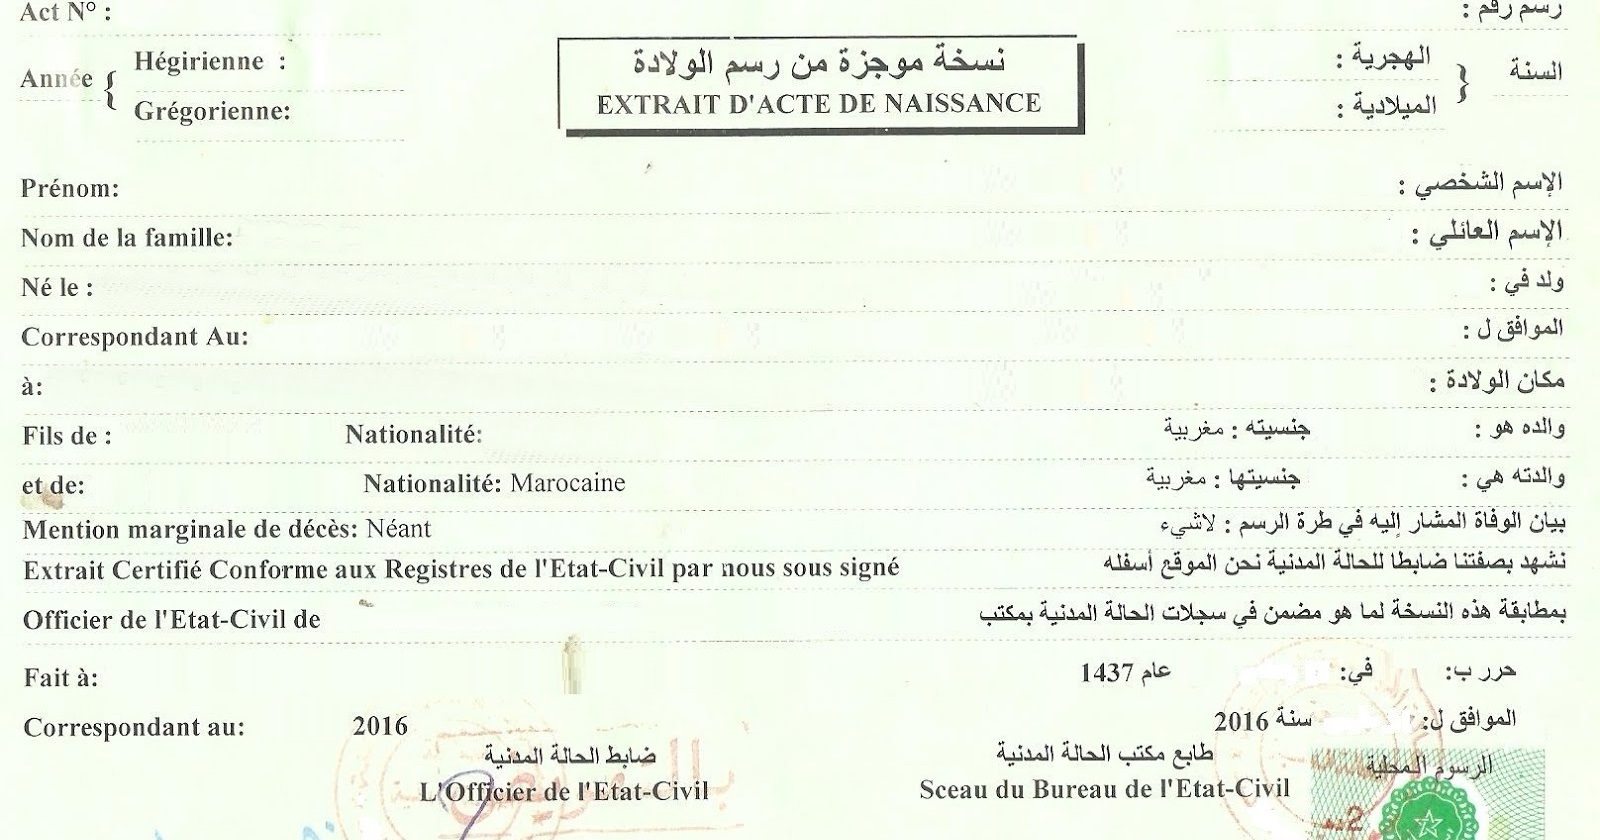 Act N° : رسم رقم :
Hégirienne : نسخة موجزة من رسم الولادة الهجرية :
Année { السنة {
Grégorienne: EXTRAIT D'ACTE DE NAISSANCE الميلادية :
Prénom: الإسم الشخصي :
Nom de la famille: الإسم العائلي :
Né le : ولد في :
Correspondant Au: الموافق ل :
à: مكان الولادة :
Fils de : Nationalité: والده هو : جنسيته : مغربية
et de: Nationalité: Marocaine والدته هي : جنسيتها : مغربية
Mention marginale de décès: Néant بيان الوفاة المشار إليه في طرة الرسم : لاشيء
Extrait Certifié Conforme aux Registres de l'Etat-Civil par nous sous signé نشهد بصفتنا ضابطا للحالة المدنية نحن الموقع أسفله
Officier de l'Etat-Civil de بمطابقة هذه النسخة لما هو مضمن في سجلات الحالة المدنية بمكتب
Fait à: حرر ب: في: عام 1437
Correspondant au: 2016 الموافق ل: سنة 2016
ضابط الحالة المدنية طابع مكتب الحالة المدنية
L'Officier de l'Etat-Civil Sceau du Bureau de l'Etat-Civil
الرسوم المحلية